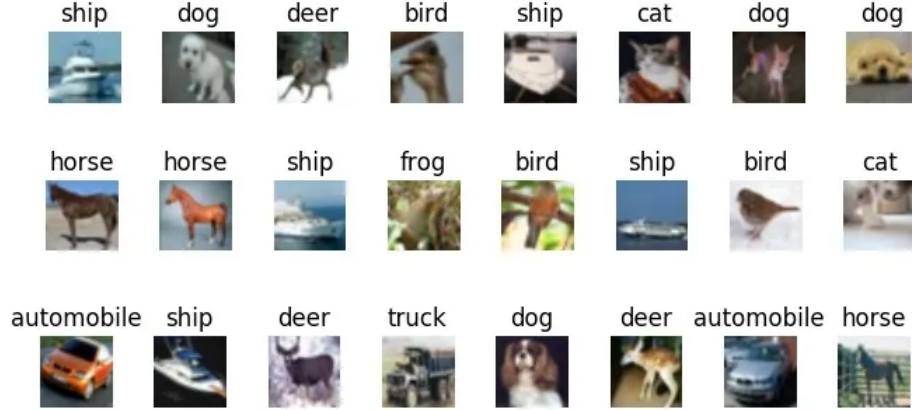 ship dog deer bird ship cat dog dog
horse horse ship frog bird ship bird cat
automobile ship deer truck dog deer automobile horse